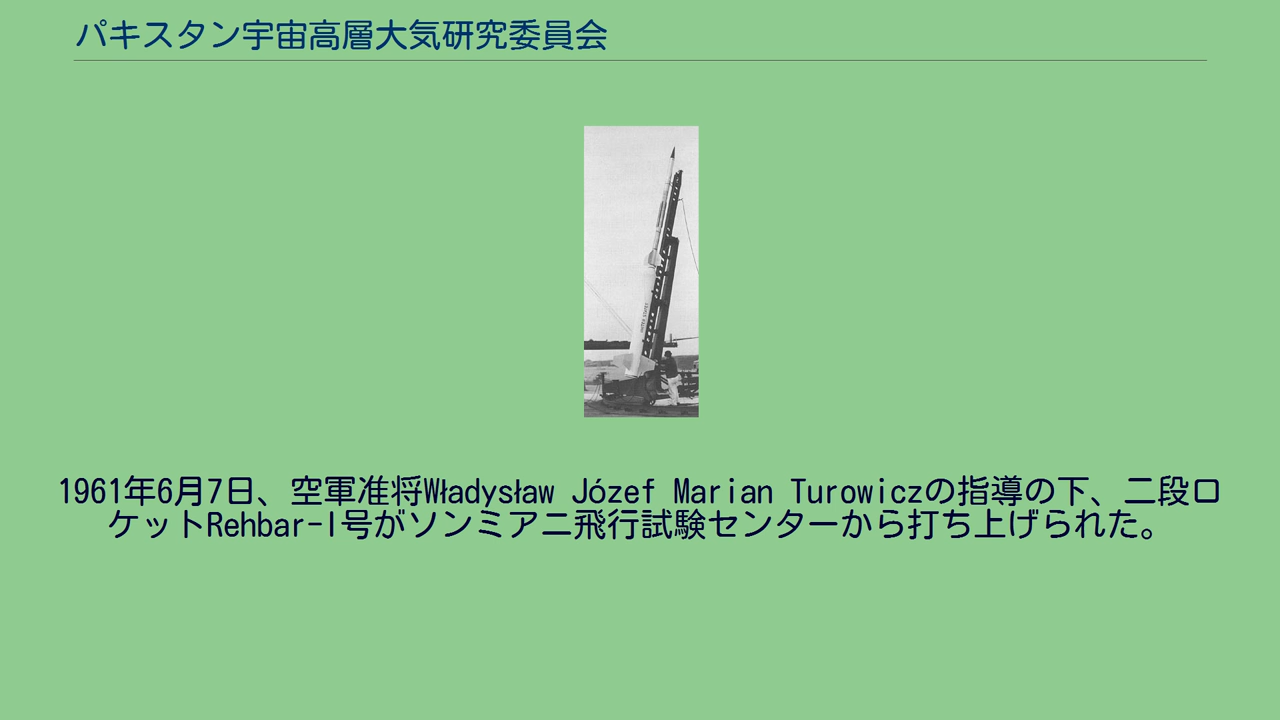 パキスタン宇宙高層大気研究委員会
1961年6月7日、空軍准将Władysław Józef Marian Turowiczの指導の下、二段ロ
ケットRehbar-I号がソンミアニ飛行試験センターから打ち上げられた。